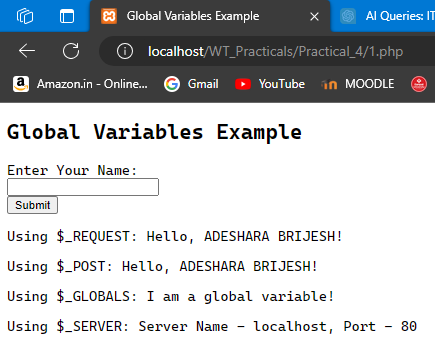 Global Variables Example
AI Queries: IT
localhost/WT_Practicals/Practical_4/1.php
Amazon.in - Online...
Gmail
YouTube
MOODLE
Global Variables Example
Enter Your Name:
Submit
Using $_REQUEST: Hello, ADESHARA BRIJESH!
Using $_POST: Hello, ADESHARA BRIJESH!
Using $_GLOBALS: I am a global variable!
Using $_SERVER: Server Name - localhost, Port - 80